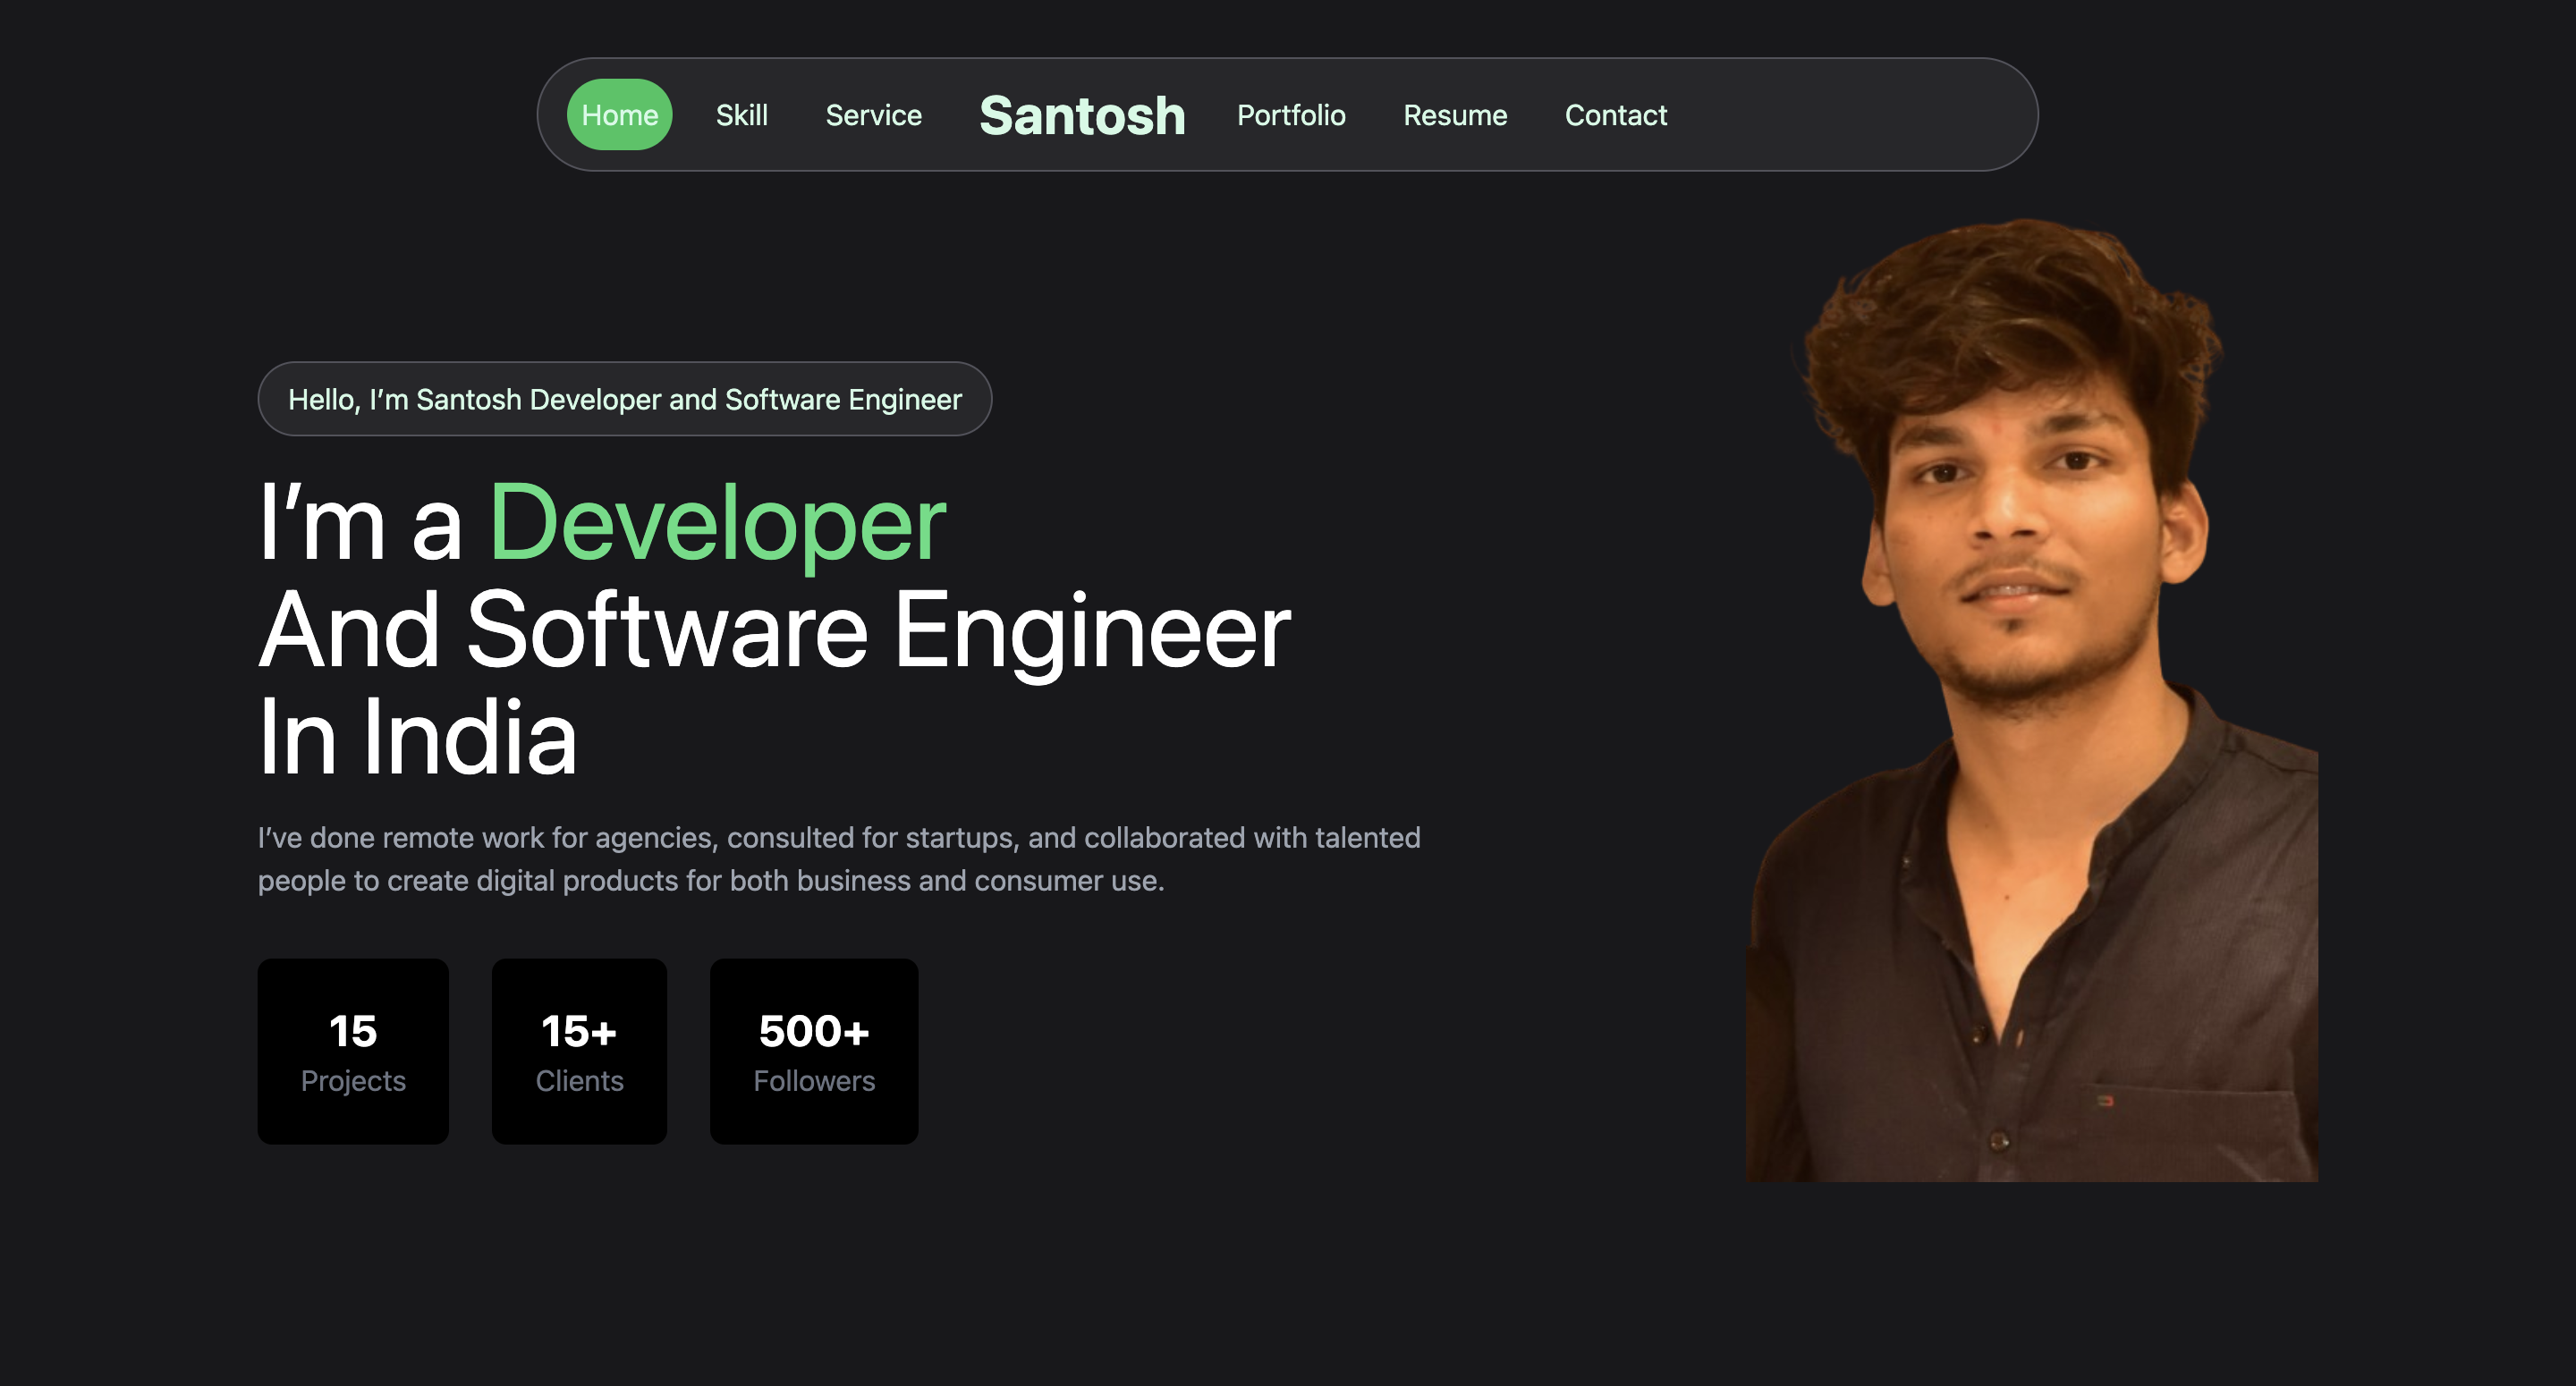 Home Skill Service Santosh Portfolio Resume Contact
Hello, I’m Santosh Developer and Software Engineer
I’m a Developer
And Software Engineer
In India
I’ve done remote work for agencies, consulted for startups, and collaborated with talented
people to create digital products for both business and consumer use.
15 15+ 500+
Projects Clients Followers